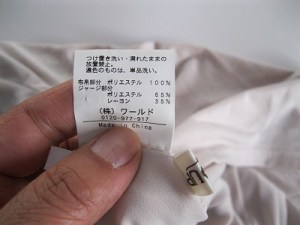 つけ置き洗い・濡れたままの
放置禁止。
濃色のものは、単品洗い。
布帛部分 ポリエステル 100%
ジャージ部分
ポリエステル 65%
レーヨン 35%
(株) ワールド
0120-977-917
Made in China
UP